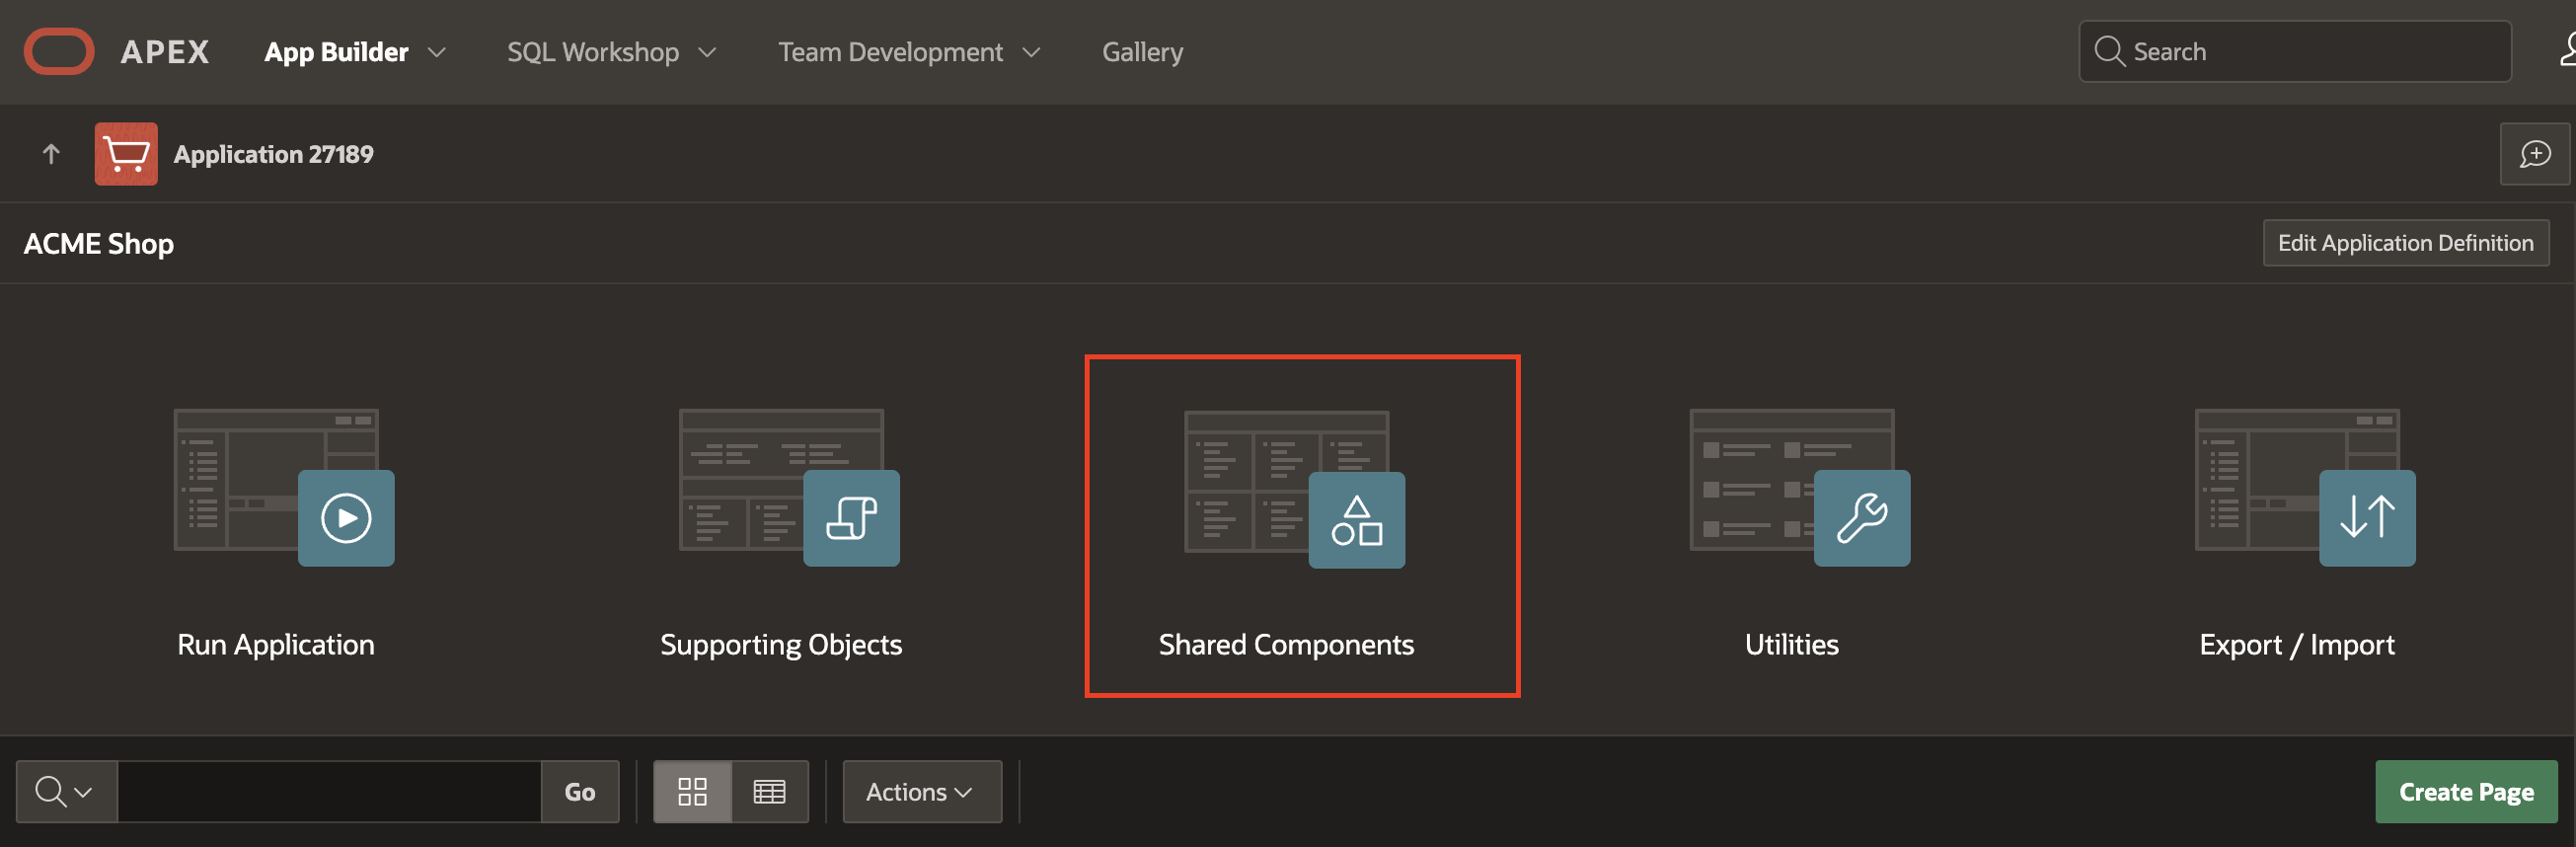 APEX App Builder SQL Workshop Team Development Gallery Search
Application 27189
ACME Shop Edit Application Definition
Run Application Supporting Objects Shared Components Utilities Export / Import
Go Actions Create Page